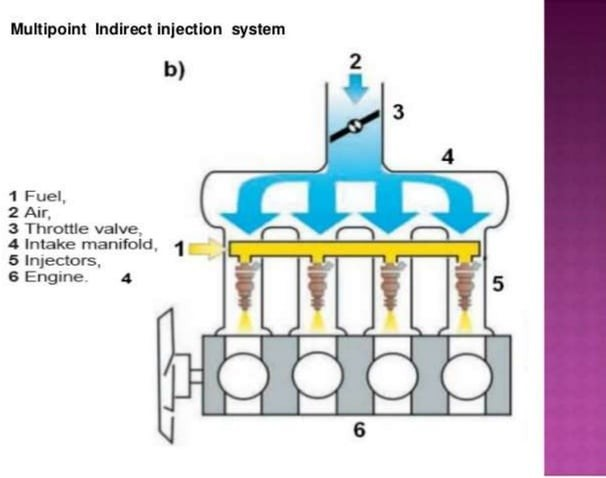 Multipoint Indirect injection system
b)
2
3
4
1 Fuel,
2 Air,
3 Throttle valve,
4 Intake manifold,
5 Injectors,
6 Engine. 4
1
5
6